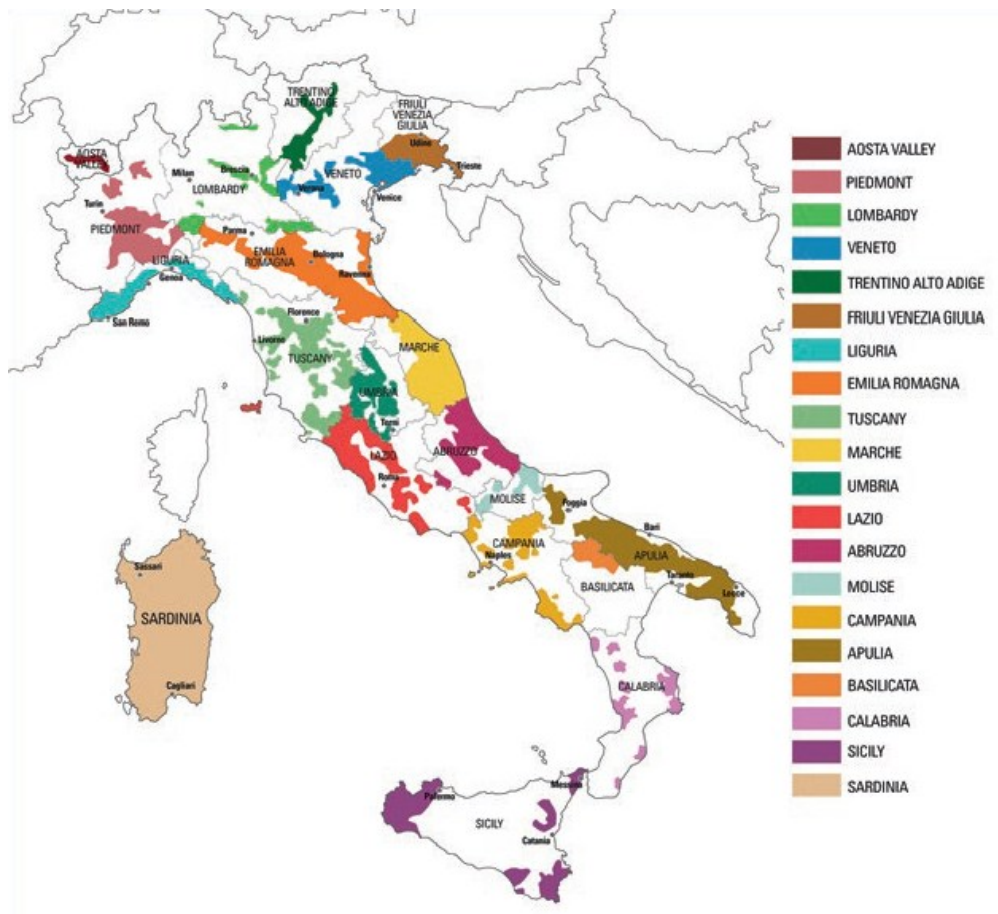 TRENTINO
ALTO ADIGE
FRIULI
VENEZIA
GIULIA
Udine
Trieste
AOSTA
VALLEY
Milan
Brescia
LOMBARDY
Verona
VENETO
Venice
Turin
PIEDMONT
Parma
EMILIA
ROMAGNA
Bologna
Ravenna
LIGURIA
Genoa
San Remo
Florence
Livorno
TUSCANY
MARCHE
UMBRIA
Terni
LAZIO
Roma
ABRUZZO
MOLISE
Foggia
CAMPANIA
Naples
Bari
APULIA
BASILICATA
Taranto
Lecce
Sassari
SARDINIA
Cagliari
CALABRIA
Messina
Palermo
SICILY
Catania
AOSTA VALLEY
PIEDMONT
LOMBARDY
VENETO
TRENTINO ALTO ADIGE
FRIULI VENEZIA GIULIA
LIGURIA
EMILIA ROMAGNA
TUSCANY
MARCHE
UMBRIA
LAZIO
ABRUZZO
MOLISE
CAMPANIA
APULIA
BASILICATA
CALABRIA
SICILY
SARDINIA